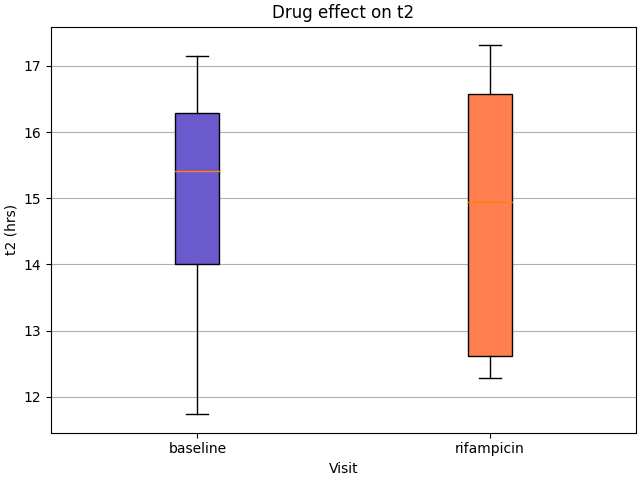 Drug effect on t2
t2 (hrs)
17
16
15
14
13
12
baseline
rifampicin
Visit